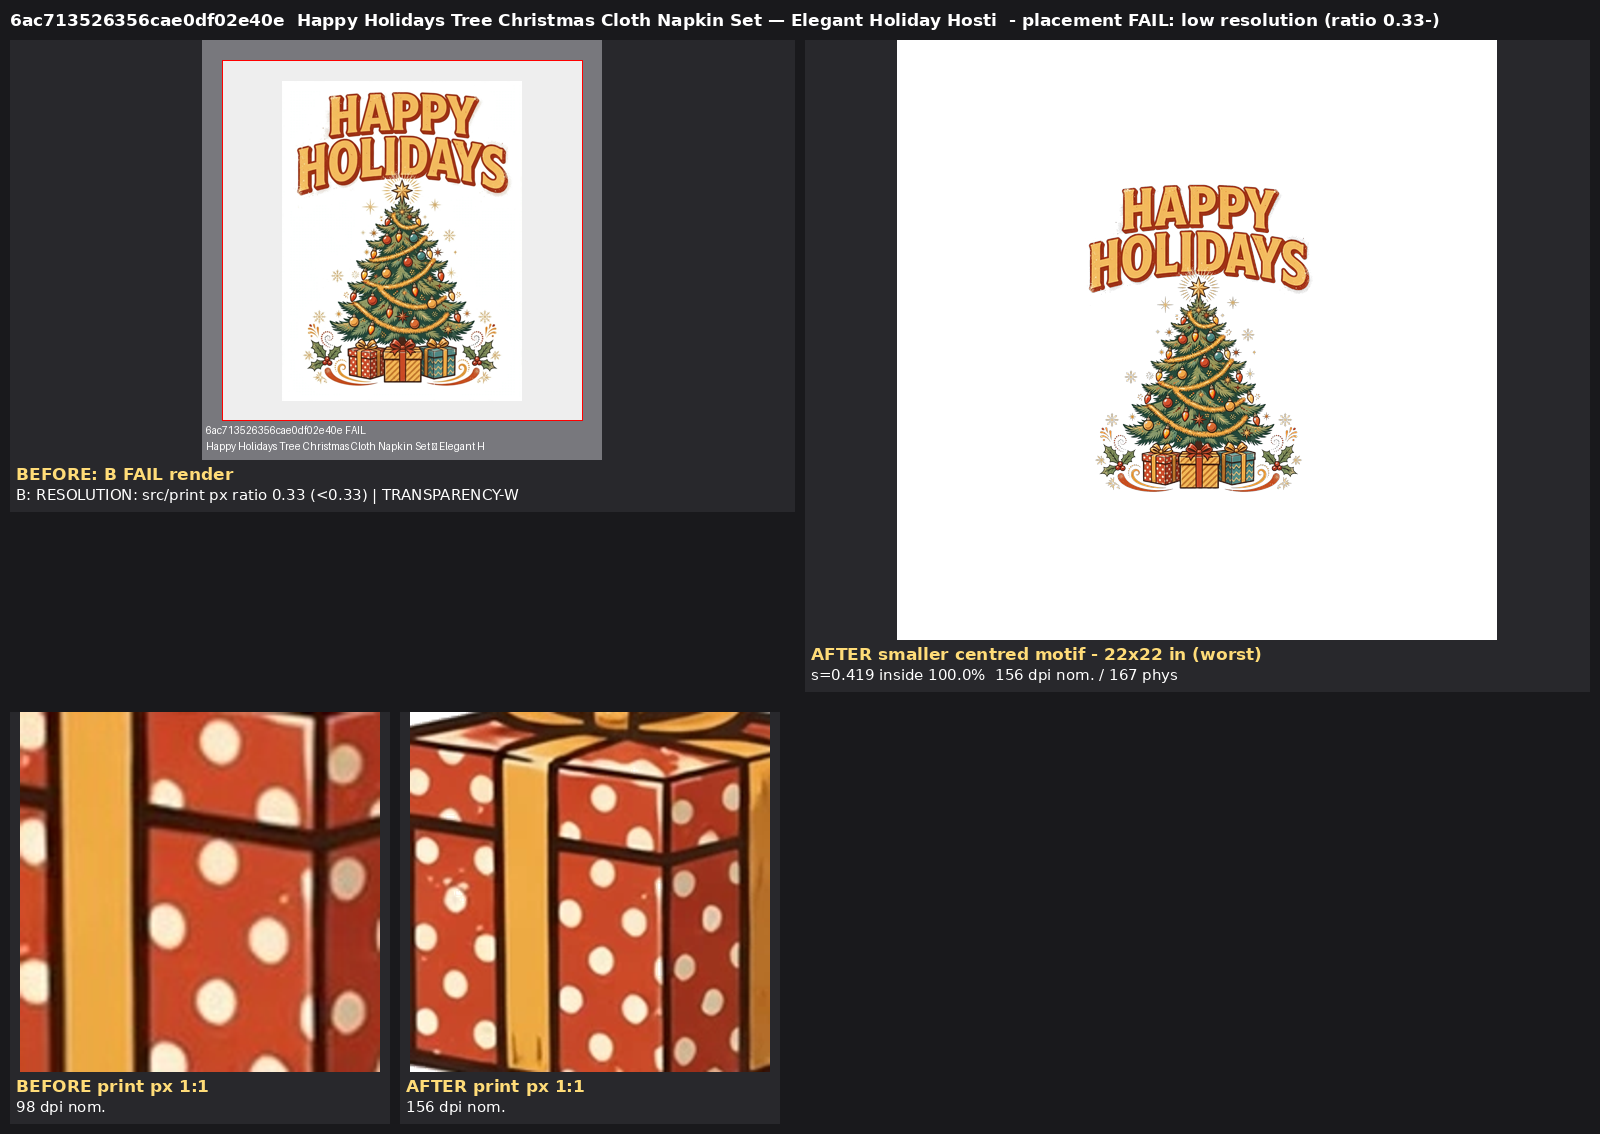 6ac713526356cae0df02e40e Happy Holidays Tree Christmas Cloth Napkin Set — Elegant Holiday Hosti - placement FAIL: low resolution (ratio 0.33-)
HAPPY
HOLIDAYS
6ac713526356cae0df02e40e FAIL
Happy Holidays Tree Christmas Cloth Napkin Set ▯ Elegant H
BEFORE: B FAIL render
B: RESOLUTION: src/print px ratio 0.33 (<0.33) | TRANSPARENCY-W
HAPPY
HOLIDAYS
AFTER smaller centred motif - 22x22 in (worst)
s=0.419 inside 100.0% 156 dpi nom. / 167 phys
BEFORE print px 1:1
98 dpi nom.
AFTER print px 1:1
156 dpi nom.